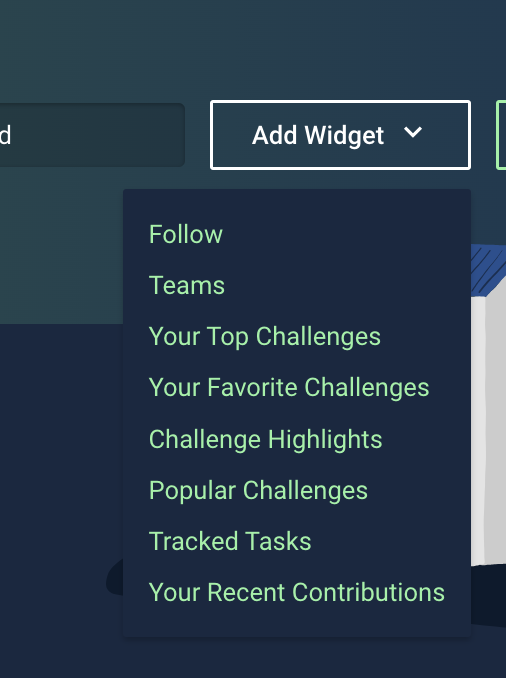 d
Add Widget
Follow
Teams
Your Top Challenges
Your Favorite Challenges
Challenge Highlights
Popular Challenges
Tracked Tasks
Your Recent Contributions